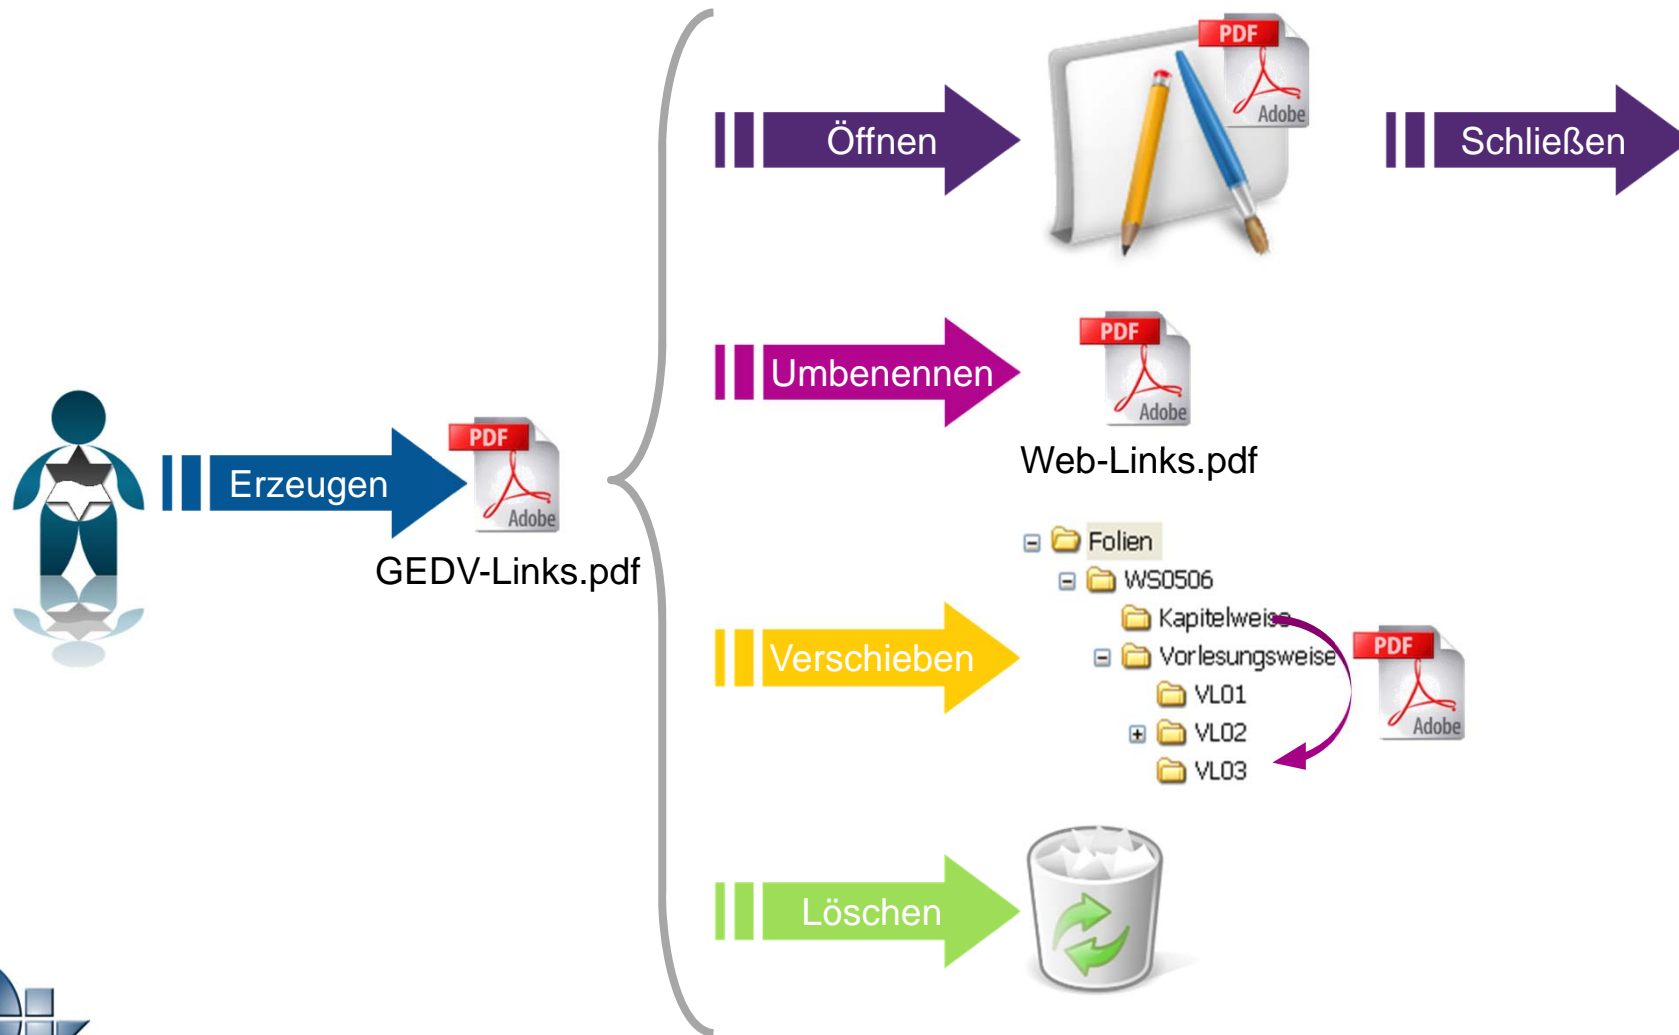 PDF
Adobe
Öffnen
Schließen
PDF
Adobe
Umbenennen
Web-Links.pdf
PDF
Adobe
Erzeugen
GEDV-Links.pdf
Folien
WS0506
Kapitelweise
Vorlesungsweise
VL01
VL02
VL03
PDF
Adobe
Verschieben
Löschen